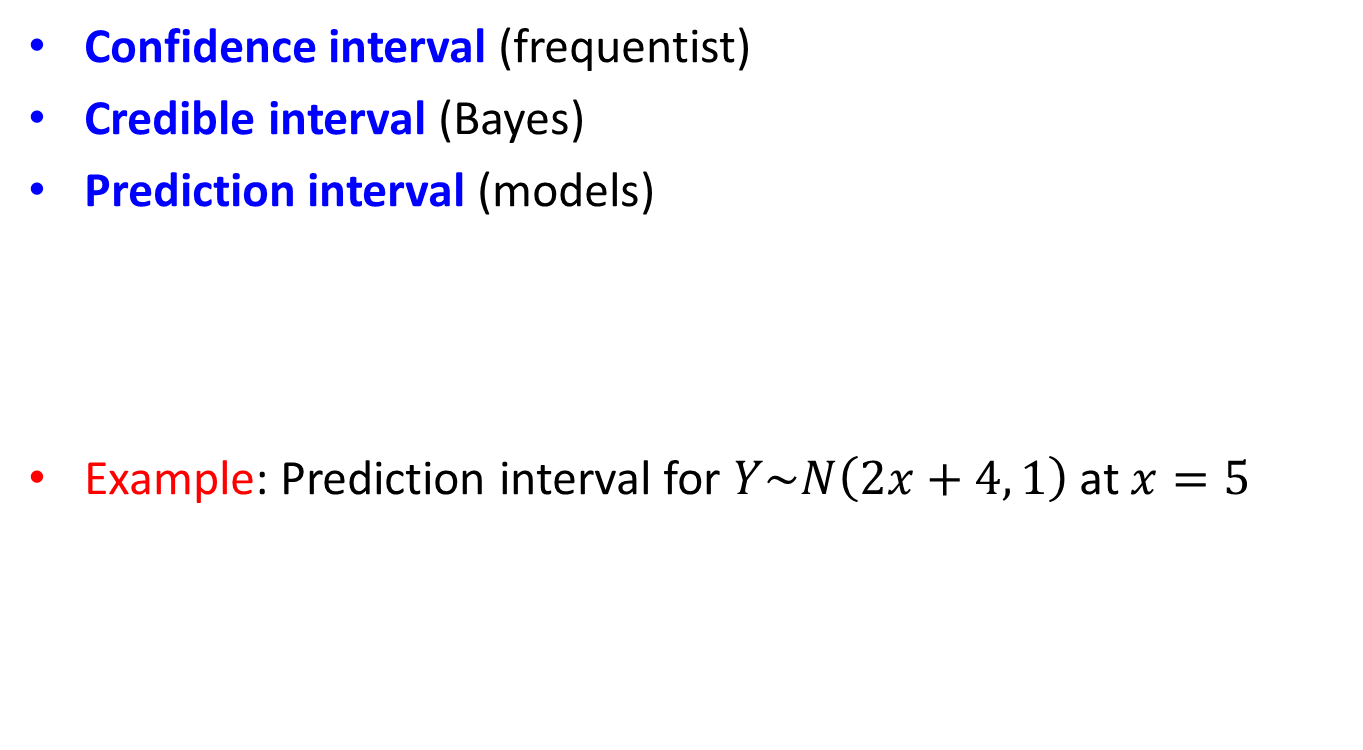 • Confidence interval (frequentist)
• Credible interval (Bayes)
• Prediction interval (models)
• Example: Prediction interval for Y~N(2x + 4, 1) at x = 5